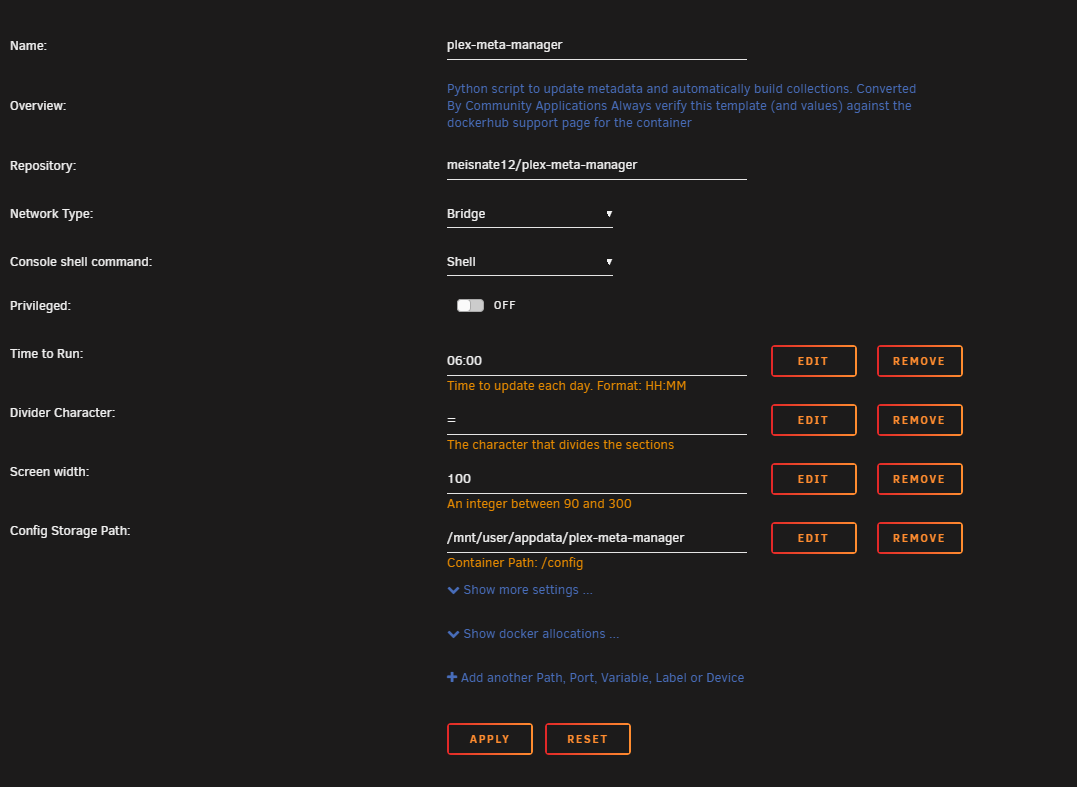 Name:
plex-meta-manager
Overview:
Python script to update metadata and automatically build collections. Converted
By Community Applications Always verify this template (and values) against the
dockerhub support page for the container
Repository:
meisnate12/plex-meta-manager
Network Type:
Bridge
Console shell command:
Shell
Privileged:
OFF
Time to Run:
06:00
EDIT
REMOVE
Time to update each day. Format: HH:MM
Divider Character:
=
EDIT
REMOVE
The character that divides the sections
Screen width:
100
EDIT
REMOVE
An integer between 90 and 300
Config Storage Path:
/mnt/user/appdata/plex-meta-manager
EDIT
REMOVE
Container Path: /config
Show more settings ...
Show docker allocations ...
Add another Path, Port, Variable, Label or Device
APPLY
RESET